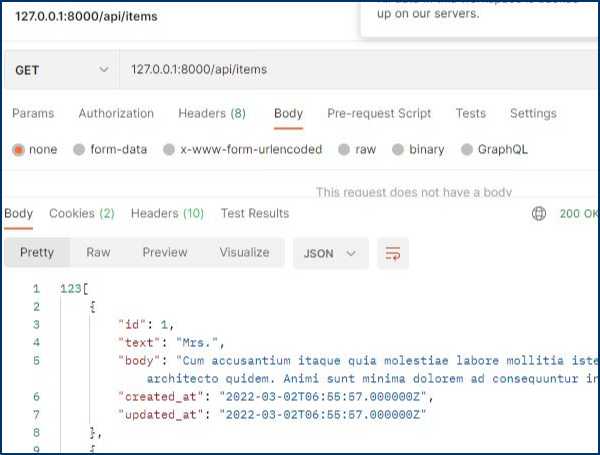 127.0.0.1:8000/api/items
up on our servers.
GET 127.0.0.1:8000/api/items
Params Authorization Headers (8) Body Pre-request Script Tests Settings
none form-data x-www-form-urlencoded raw binary GraphQL
This request does not have a body
Body Cookies (2) Headers (10) Test Results 200 OK
Pretty Raw Preview Visualize JSON
1 123[
2 {
3 "id": 1,
4 "text": "Mrs.",
5 "body": "Cum accusantium itaque quia molestiae labore mollitia iste
architecto quidem. Animi sunt minima dolorem ad consequuntur in
6 "created_at": "2022-03-02T06:55:57.000000Z",
7 "updated_at": "2022-03-02T06:55:57.000000Z"
8 },
9 {